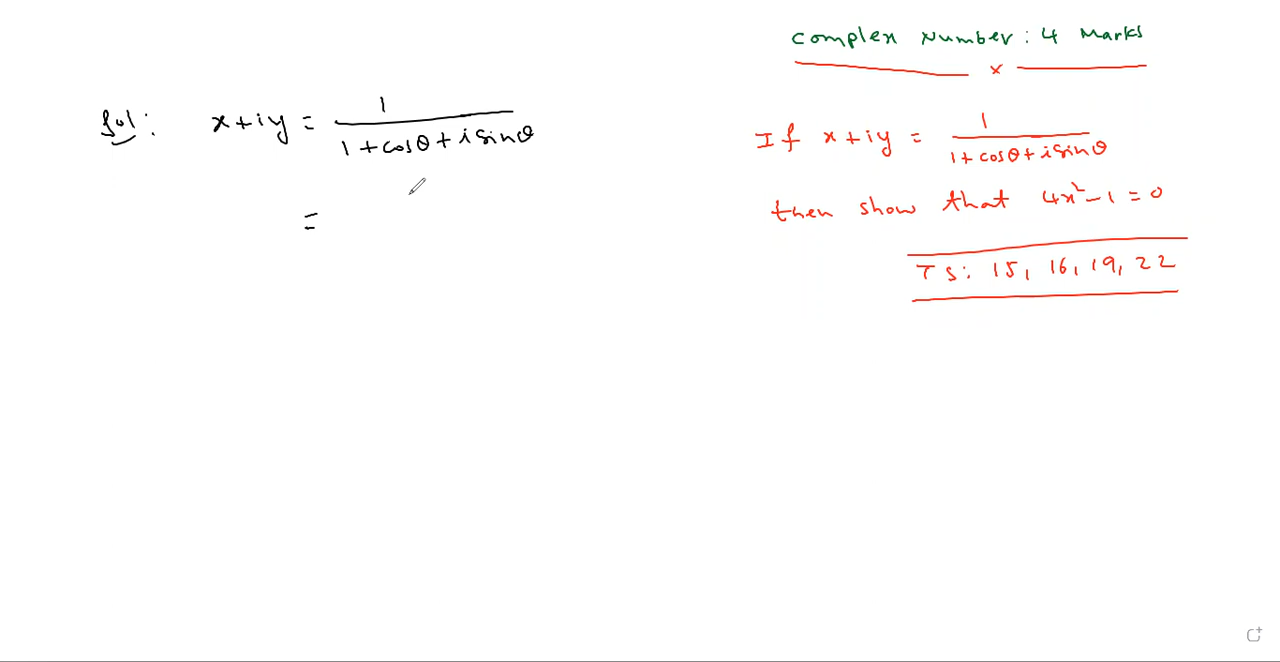 Complex Number: 4 Marks
x
Sol: x+iy = 1/(1+cosθ+isinθ)
=
If x+iy = 1/(1+cosθ+isinθ)
then show that 4x²-1=0
TS: 15, 16, 19, 22